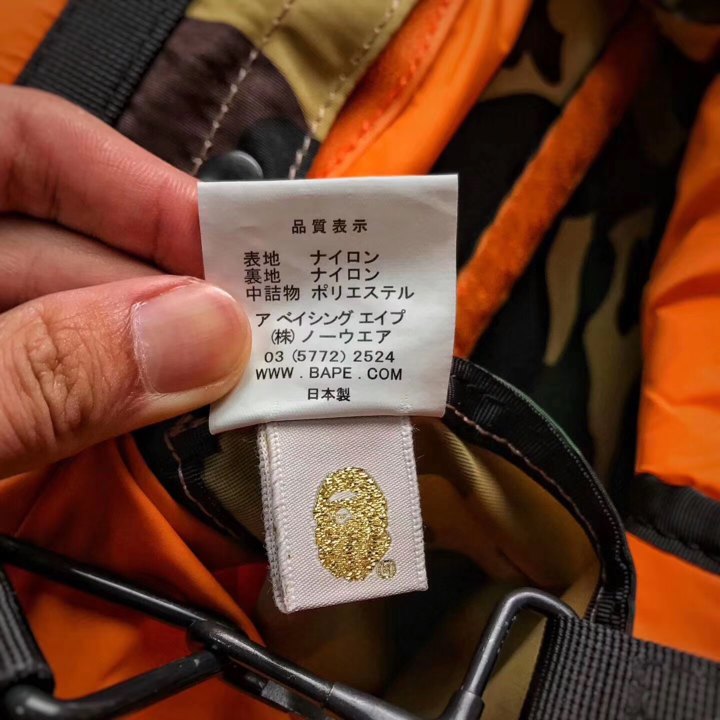 品質表示
表地 ナイロン
裏地 ナイロン
中詰物 ポリエステル
ア ベイシング エイプ
(株) ノーウエア
03 (5772) 2524
WWW . BAPE . COM
日本製